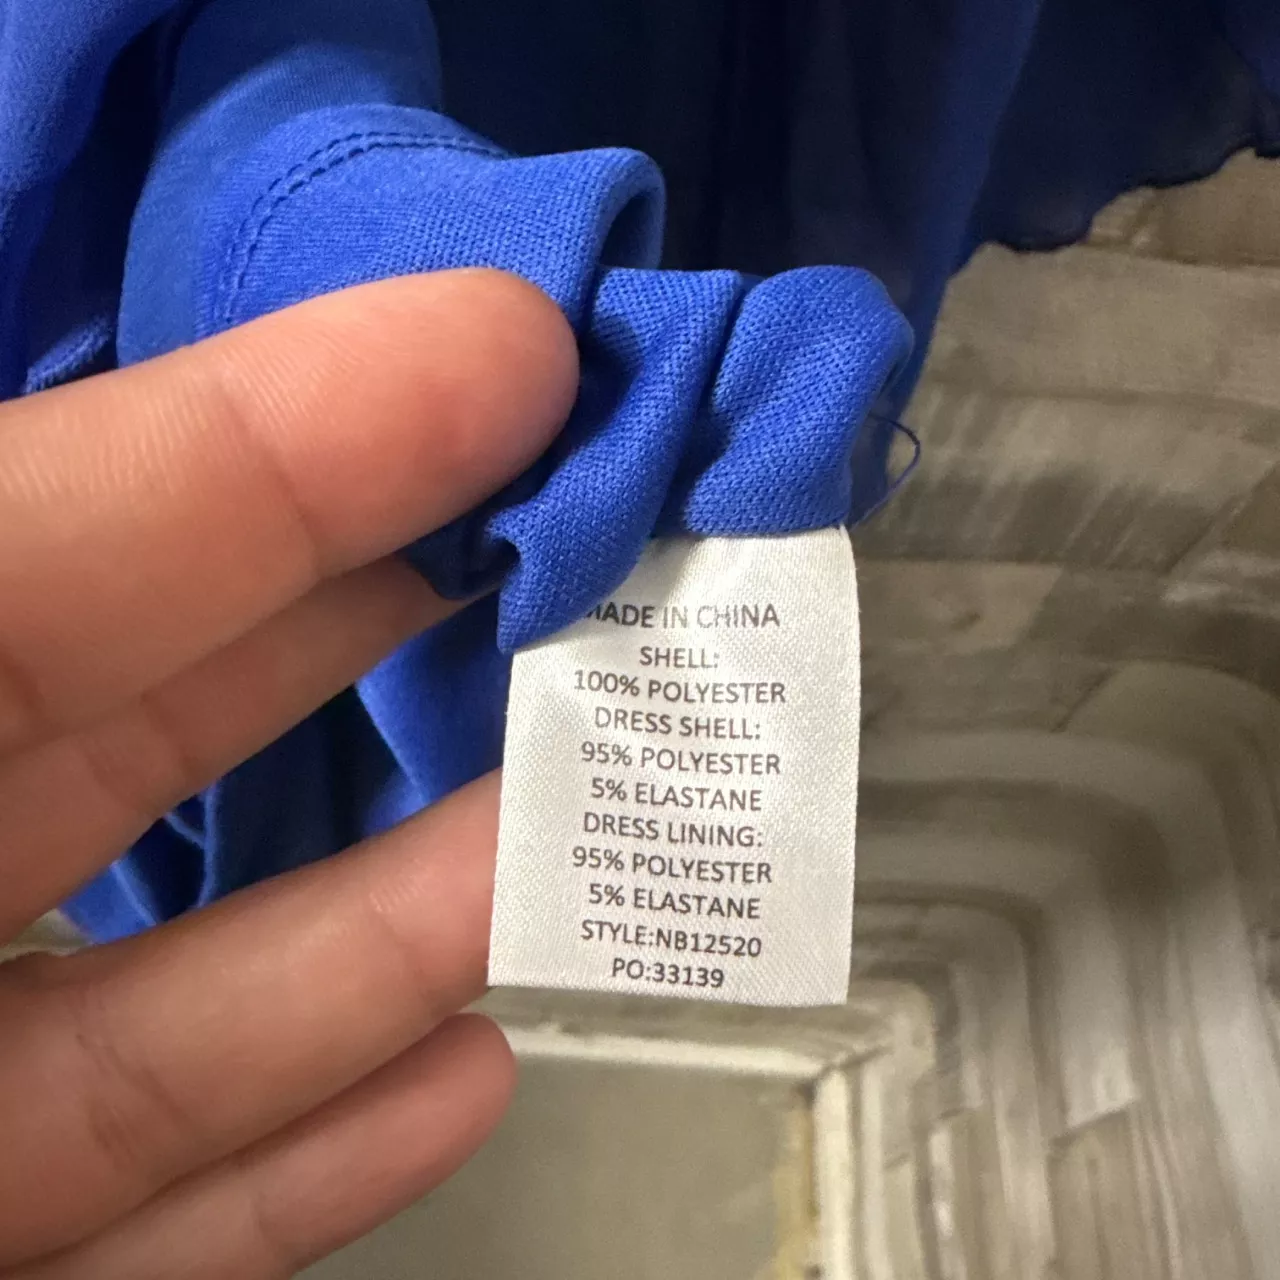 MADE IN CHINA
SHELL:
100% POLYESTER
DRESS SHELL:
95% POLYESTER
5% ELASTANE
DRESS LINING:
95% POLYESTER
5% ELASTANE
STYLE:NB12520
PO:33139